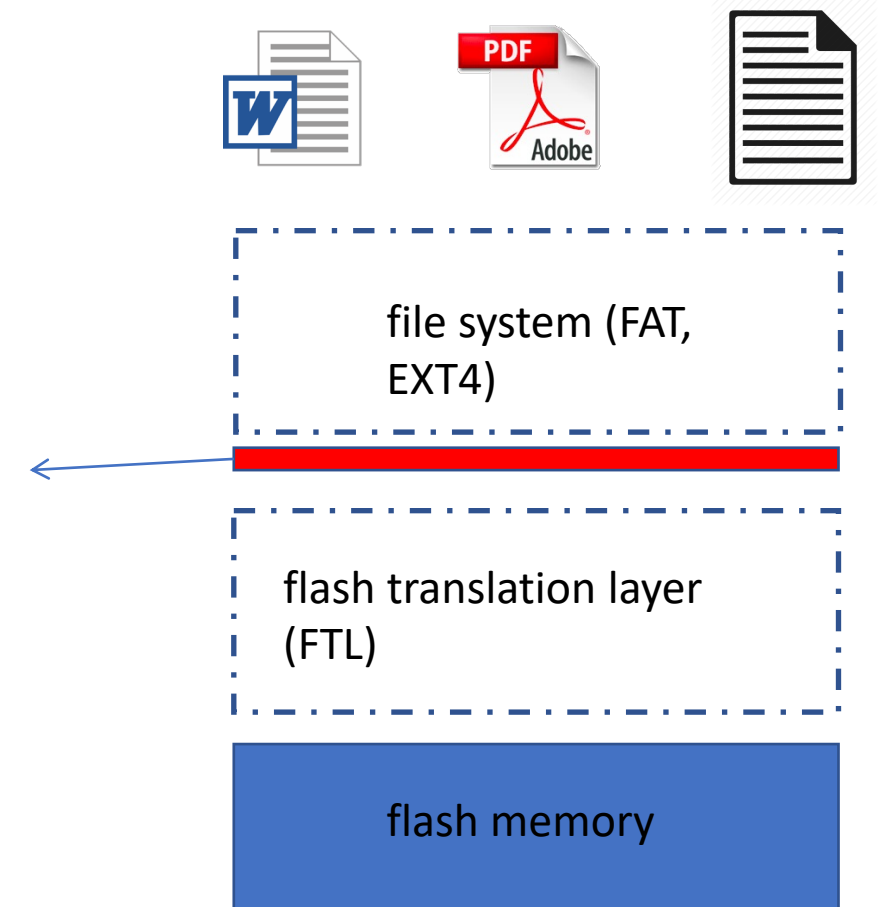 W
PDF
Adobe
file system (FAT,
EXT4)
flash translation layer
(FTL)
flash memory